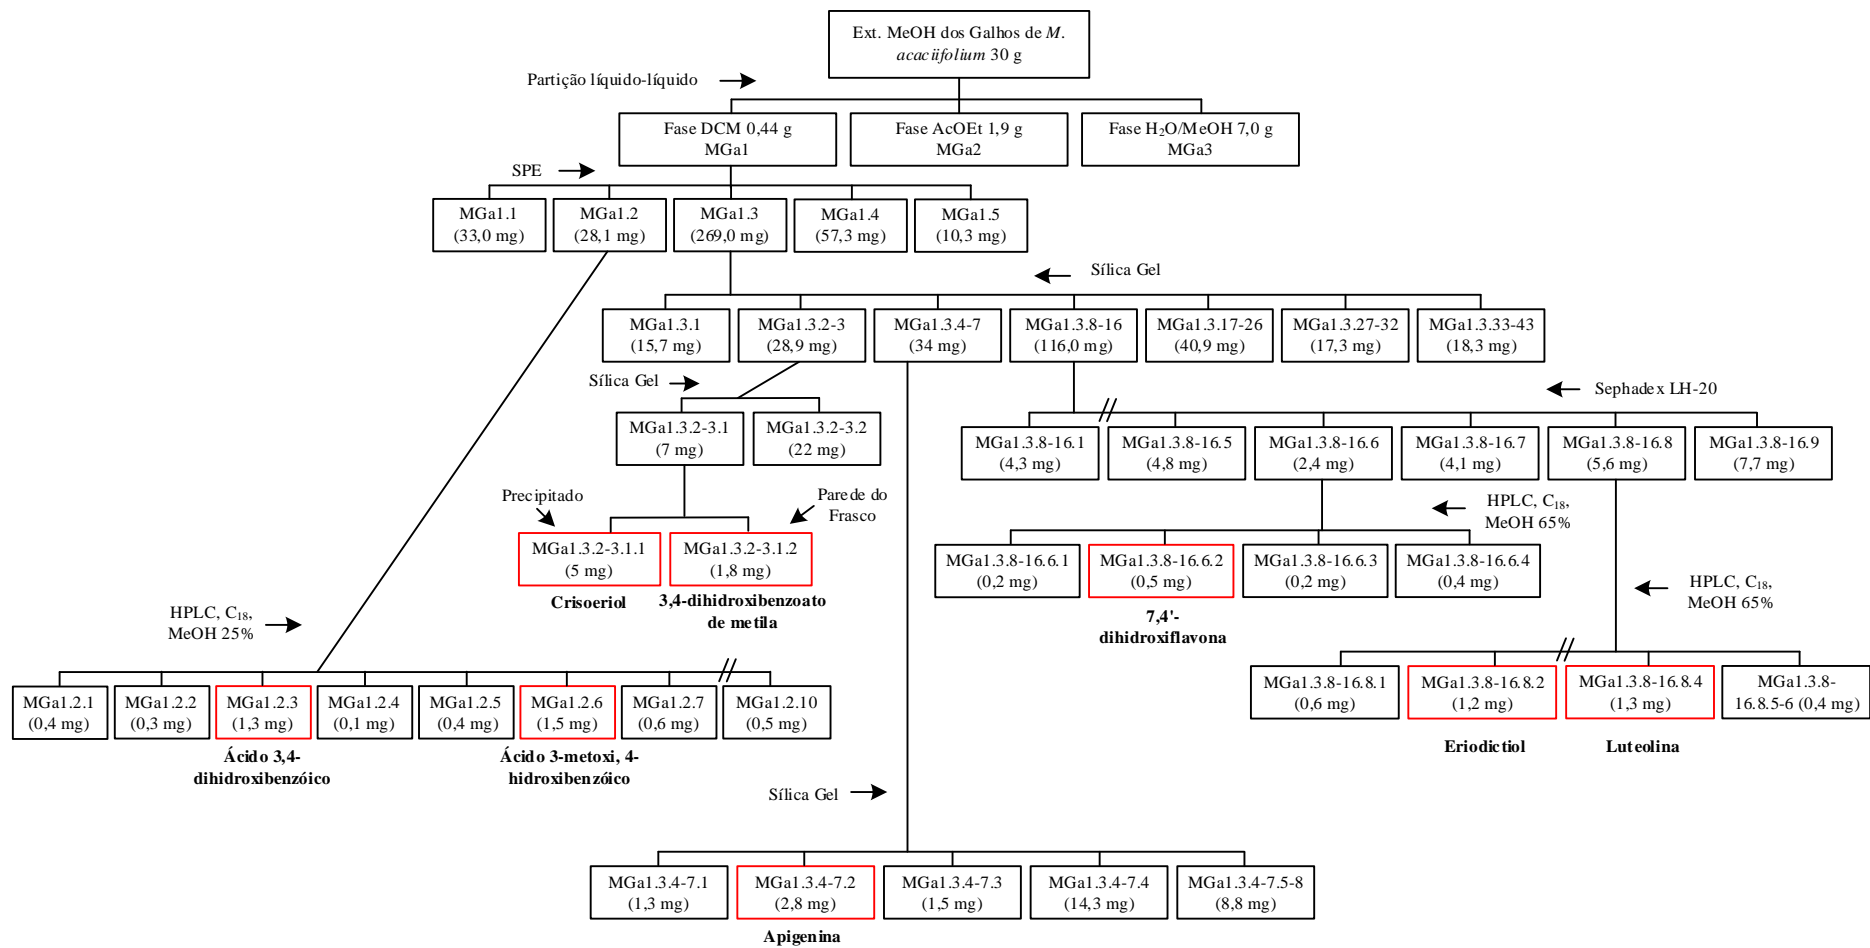 Ext. MeOH dos Galhos de M.
acaciifolium 30 g
Partição líquido-líquido
Fase DCM 0,44 g
MGa1
Fase AcOEt 1,9 g
MGa2
Fase H₂O/MeOH 7,0 g
MGa3
SPE
MGa1.1
(33,0 mg)
MGa1.2
(28,1 mg)
MGa1.3
(269,0 mg)
MGa1.4
(57,3 mg)
MGa1.5
(10,3 mg)
Sílica Gel
MGa1.3.1
(15,7 mg)
MGa1.3.2-3
(28,9 mg)
MGa1.3.4-7
(34 mg)
MGa1.3.8-16
(116,0 mg)
MGa1.3.17-26
(40,9 mg)
MGa1.3.27-32
(17,3 mg)
MGa1.3.33-43
(18,3 mg)
Sílica Gel
Sephadex LH-20
MGa1.3.2-3.1
(7 mg)
MGa1.3.2-3.2
(22 mg)
MGa1.3.8-16.1
(4,3 mg)
MGa1.3.8-16.5
(4,8 mg)
MGa1.3.8-16.6
(2,4 mg)
MGa1.3.8-16.7
(4,1 mg)
MGa1.3.8-16.8
(5,6 mg)
MGa1.3.8-16.9
(7,7 mg)
Precipitado
Parede do
Frasco
HPLC, C₁₈,
MeOH 65%
MGa1.3.2-3.1.1
(5 mg)
Crisoeriol
MGa1.3.2-3.1.2
(1,8 mg)
3,4-dihidroxibenzoato
de metila
MGa1.3.8-16.6.1
(0,2 mg)
MGa1.3.8-16.6.2
(0,5 mg)
7,4'-
dihidroxiflavona
MGa1.3.8-16.6.3
(0,2 mg)
MGa1.3.8-16.6.4
(0,4 mg)
HPLC, C₁₈,
MeOH 65%
HPLC, C₁₈,
MeOH 25%
MGa1.2.1
(0,4 mg)
MGa1.2.2
(0,3 mg)
MGa1.2.3
(1,3 mg)
Ácido 3,4-
dihidroxibenzóico
MGa1.2.4
(0,1 mg)
MGa1.2.5
(0,4 mg)
MGa1.2.6
(1,5 mg)
Ácido 3-metoxi, 4-
hidroxibenzóico
MGa1.2.7
(0,6 mg)
MGa1.2.10
(0,5 mg)
MGa1.3.8-16.8.1
(0,6 mg)
MGa1.3.8-16.8.2
(1,2 mg)
Eriodictiol
MGa1.3.8-16.8.4
(1,3 mg)
Luteolina
MGa1.3.8-
16.8.5-6 (0,4 mg)
Sílica Gel
MGa1.3.4-7.1
(1,3 mg)
MGa1.3.4-7.2
(2,8 mg)
Apigenina
MGa1.3.4-7.3
(1,5 mg)
MGa1.3.4-7.4
(14,3 mg)
MGa1.3.4-7.5-8
(8,8 mg)